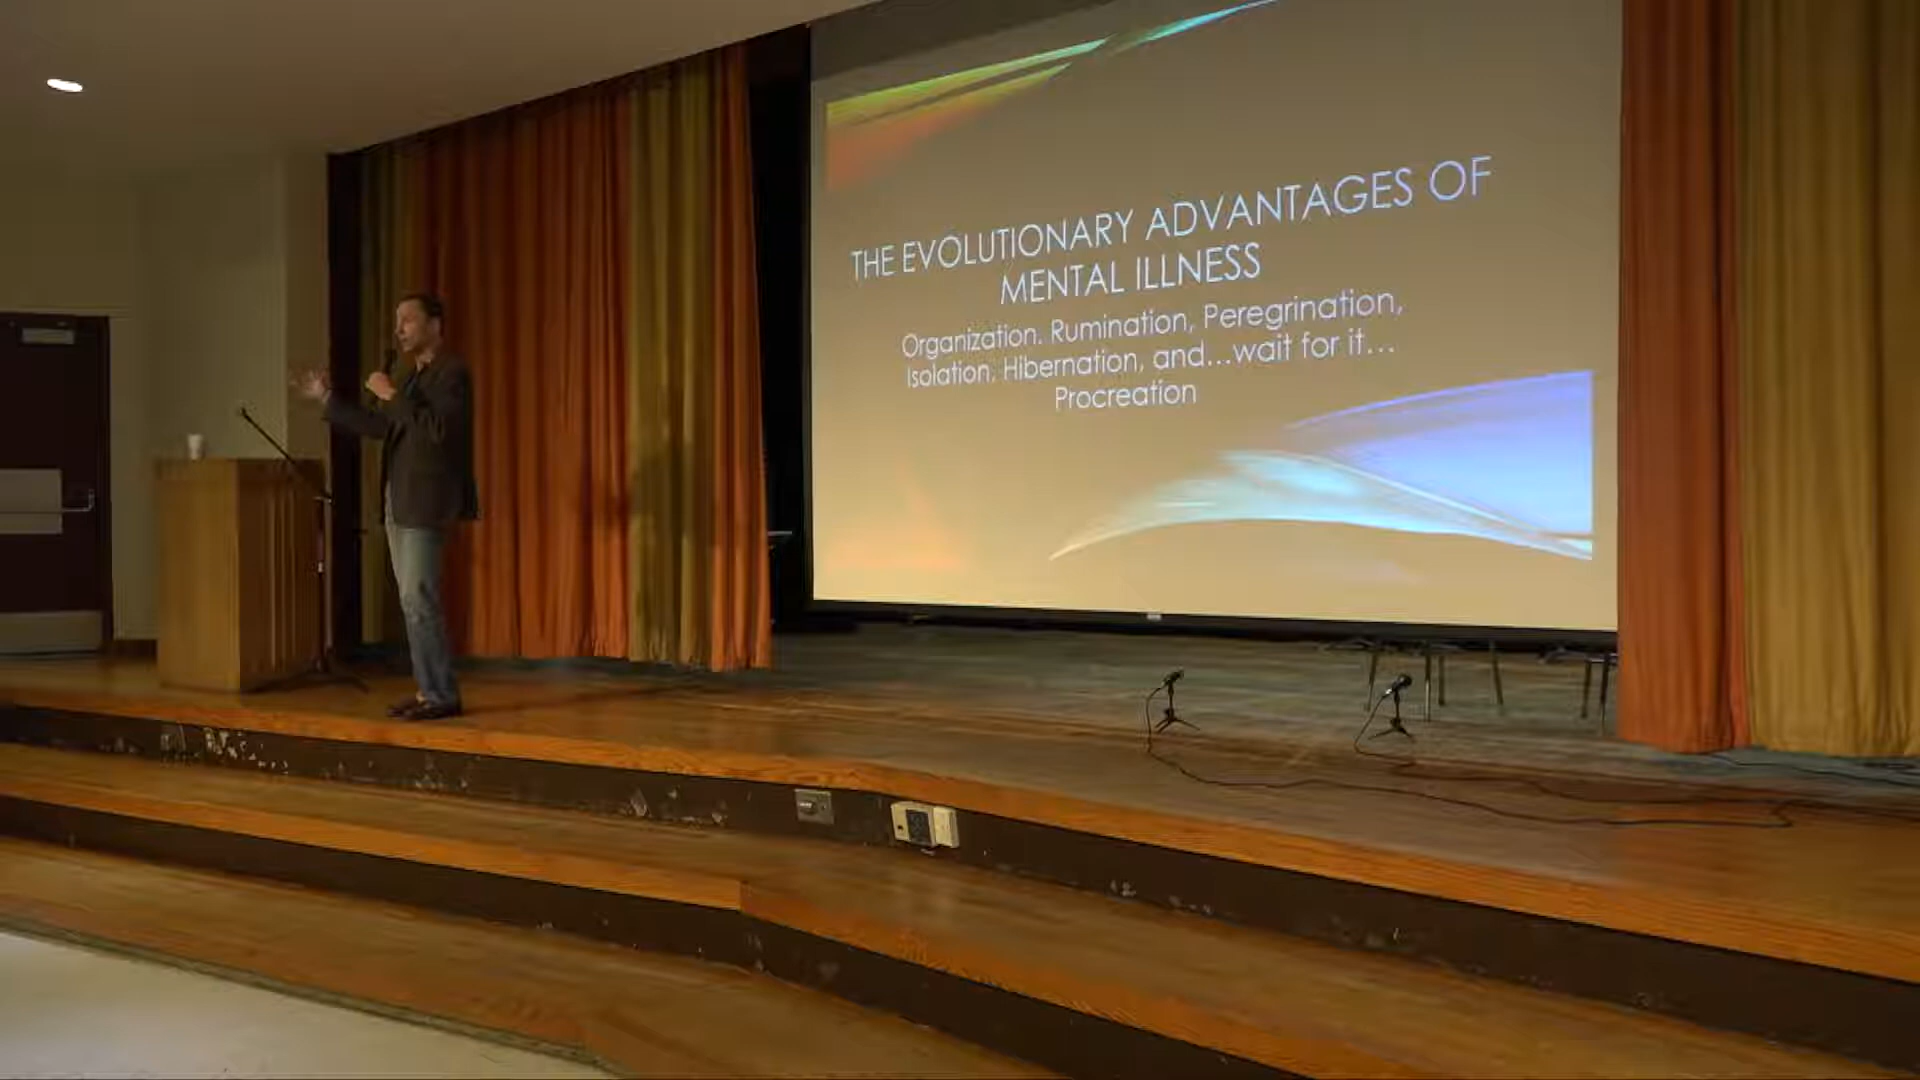 THE EVOLUTIONARY ADVANTAGES OF
MENTAL ILLNESS
Organization. Rumination, Peregrination,
Isolation, Hibernation, and...wait for it...
Procreation